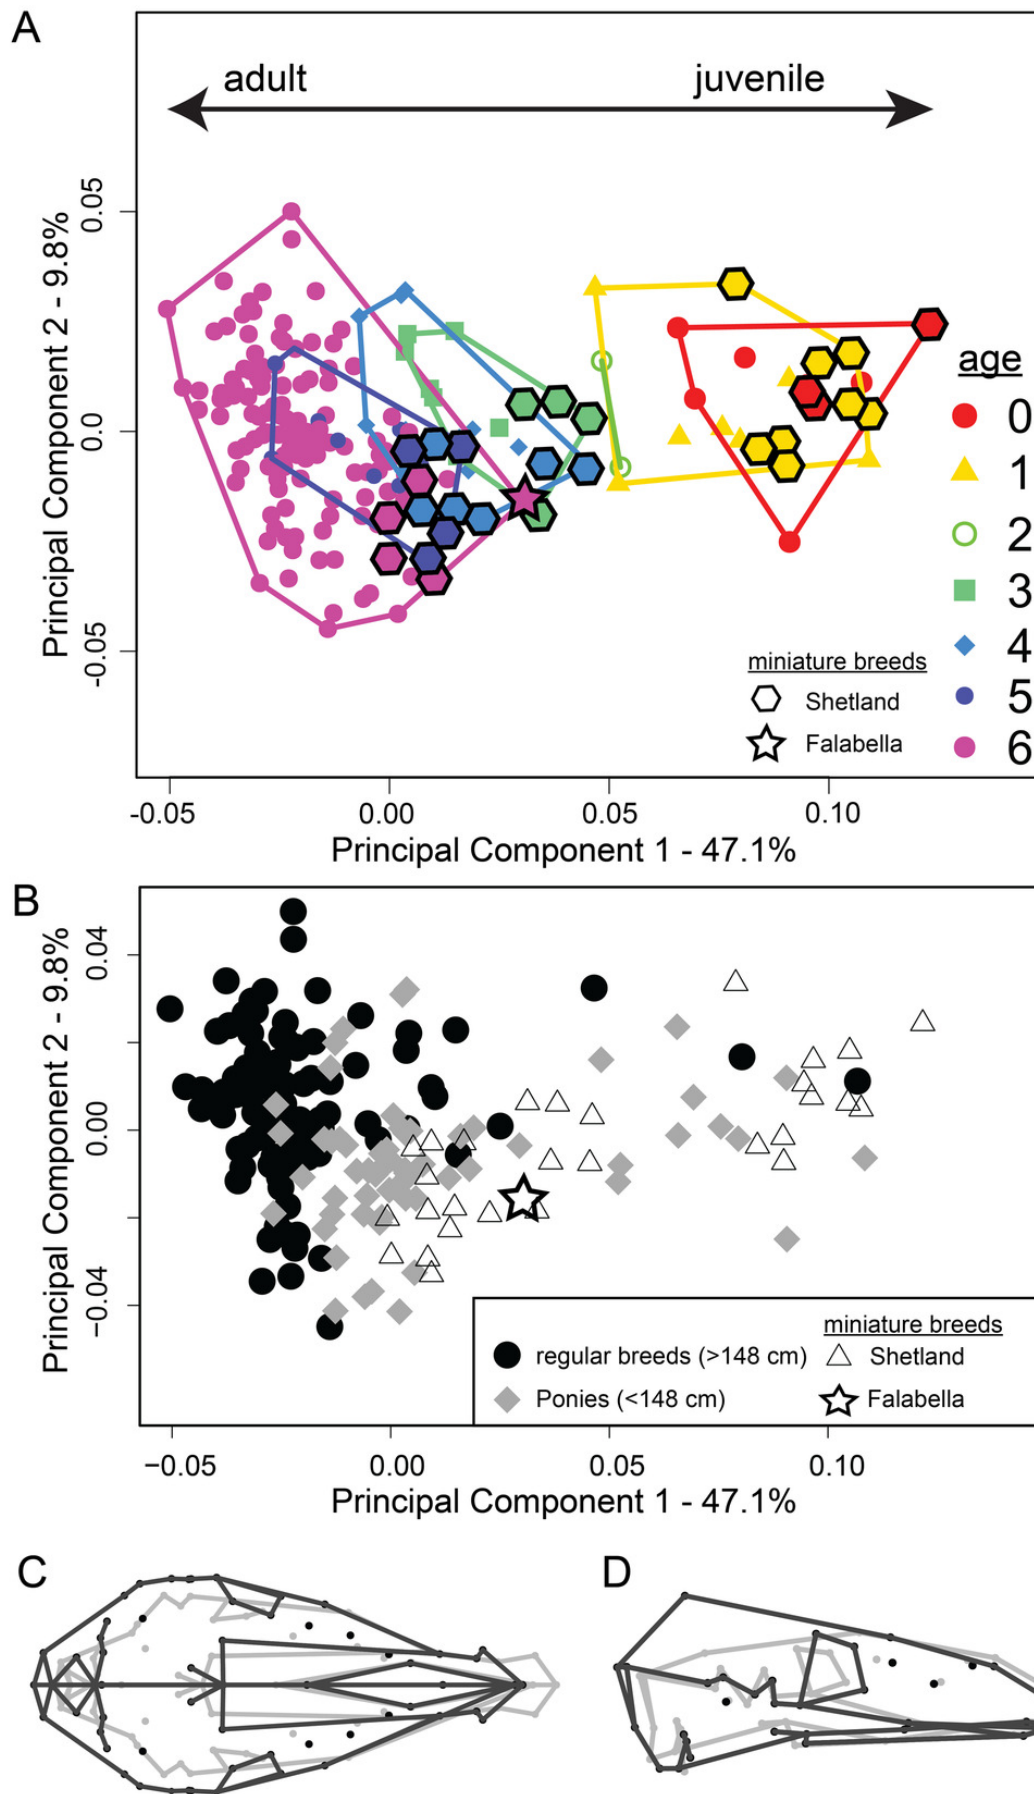 A
adult
juvenile
Principal Component 2 - 9.8%
0.05
0.0
-0.05
age
0
1
2
3
4
5
6
miniature breeds
Shetland
Falabella
-0.05
0.00
0.05
0.10
Principal Component 1 - 47.1%
B
Principal Component 2 - 9.8%
0.04
0.00
−0.04
miniature breeds
regular breeds (>148 cm)
Shetland
Ponies (<148 cm)
Falabella
−0.05
0.00
0.05
0.10
Principal Component 1 - 47.1%
C
D